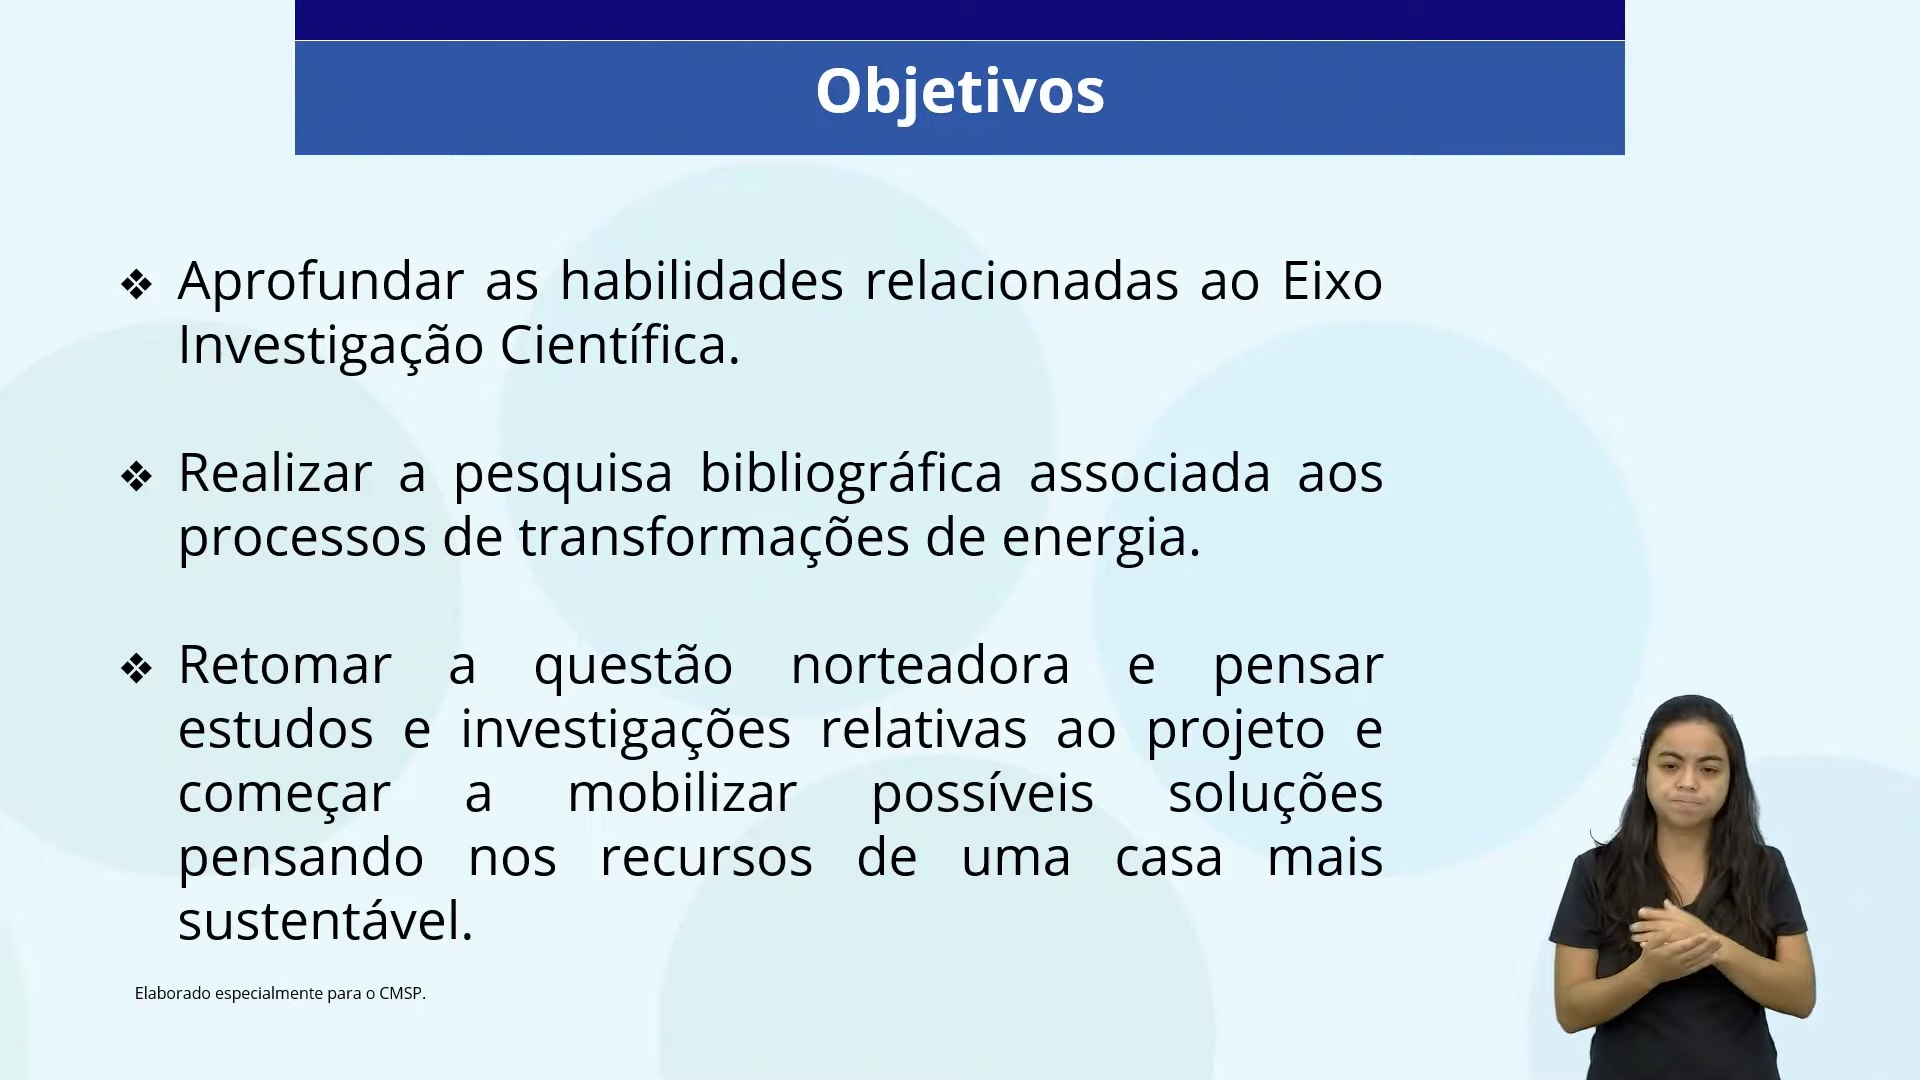 Objetivos
❖ Aprofundar as habilidades relacionadas ao Eixo
Investigação Científica.
❖ Realizar a pesquisa bibliográfica associada aos
processos de transformações de energia.
❖ Retomar a questão norteadora e pensar
estudos e investigações relativas ao projeto e
começar a mobilizar possíveis soluções
pensando nos recursos de uma casa mais
sustentável.
Elaborado especialmente para o CMSP.